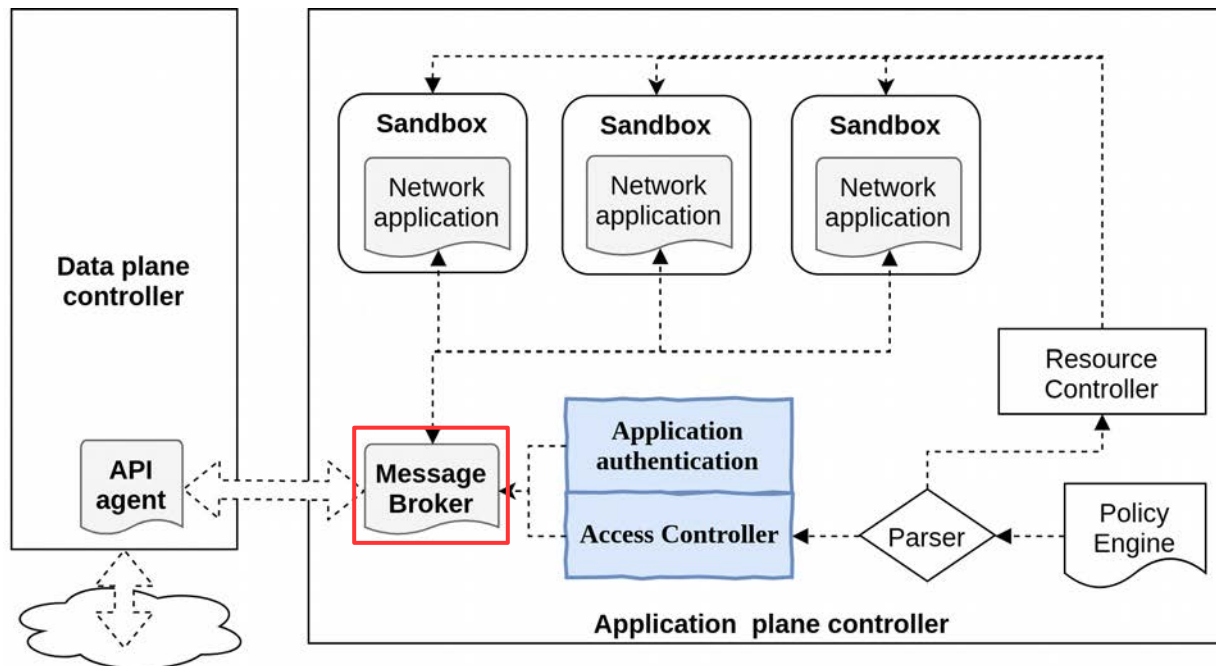 Sandbox
Network
application
Sandbox
Network
application
Sandbox
Network
application
Data plane
controller
Resource
Controller
API
agent
Message
Broker
Application
authentication
Access Controller
Parser
Policy
Engine
Application plane controller